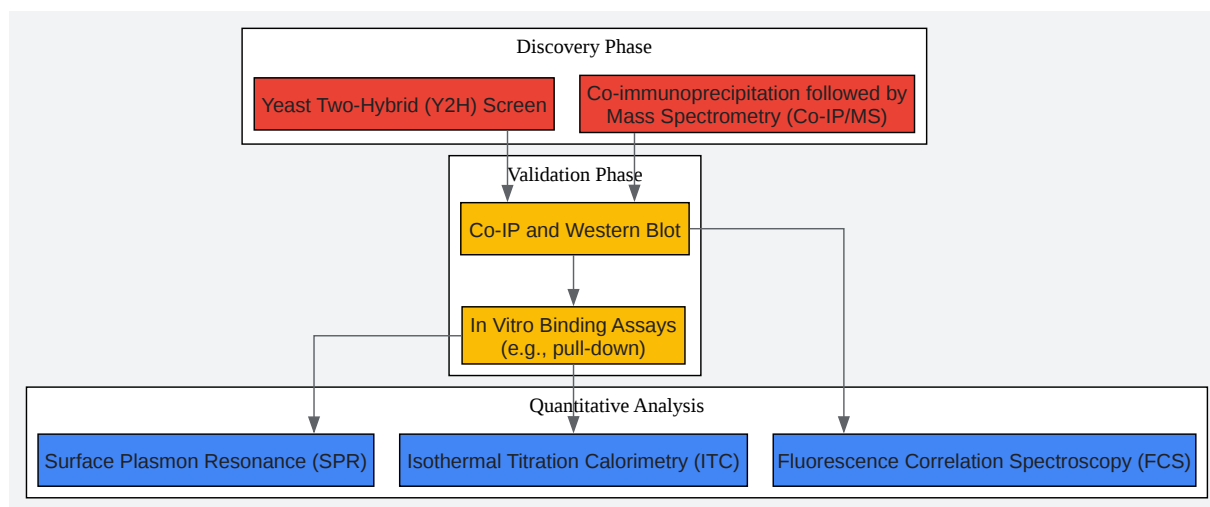 Discovery Phase
Yeast Two-Hybrid (Y2H) Screen
Co-immunoprecipitation followed by
Mass Spectrometry (Co-IP/MS)
Validation Phase
Co-IP and Western Blot
In Vitro Binding Assays
(e.g., pull-down)
Quantitative Analysis
Surface Plasmon Resonance (SPR)
Isothermal Titration Calorimetry (ITC)
Fluorescence Correlation Spectroscopy (FCS)